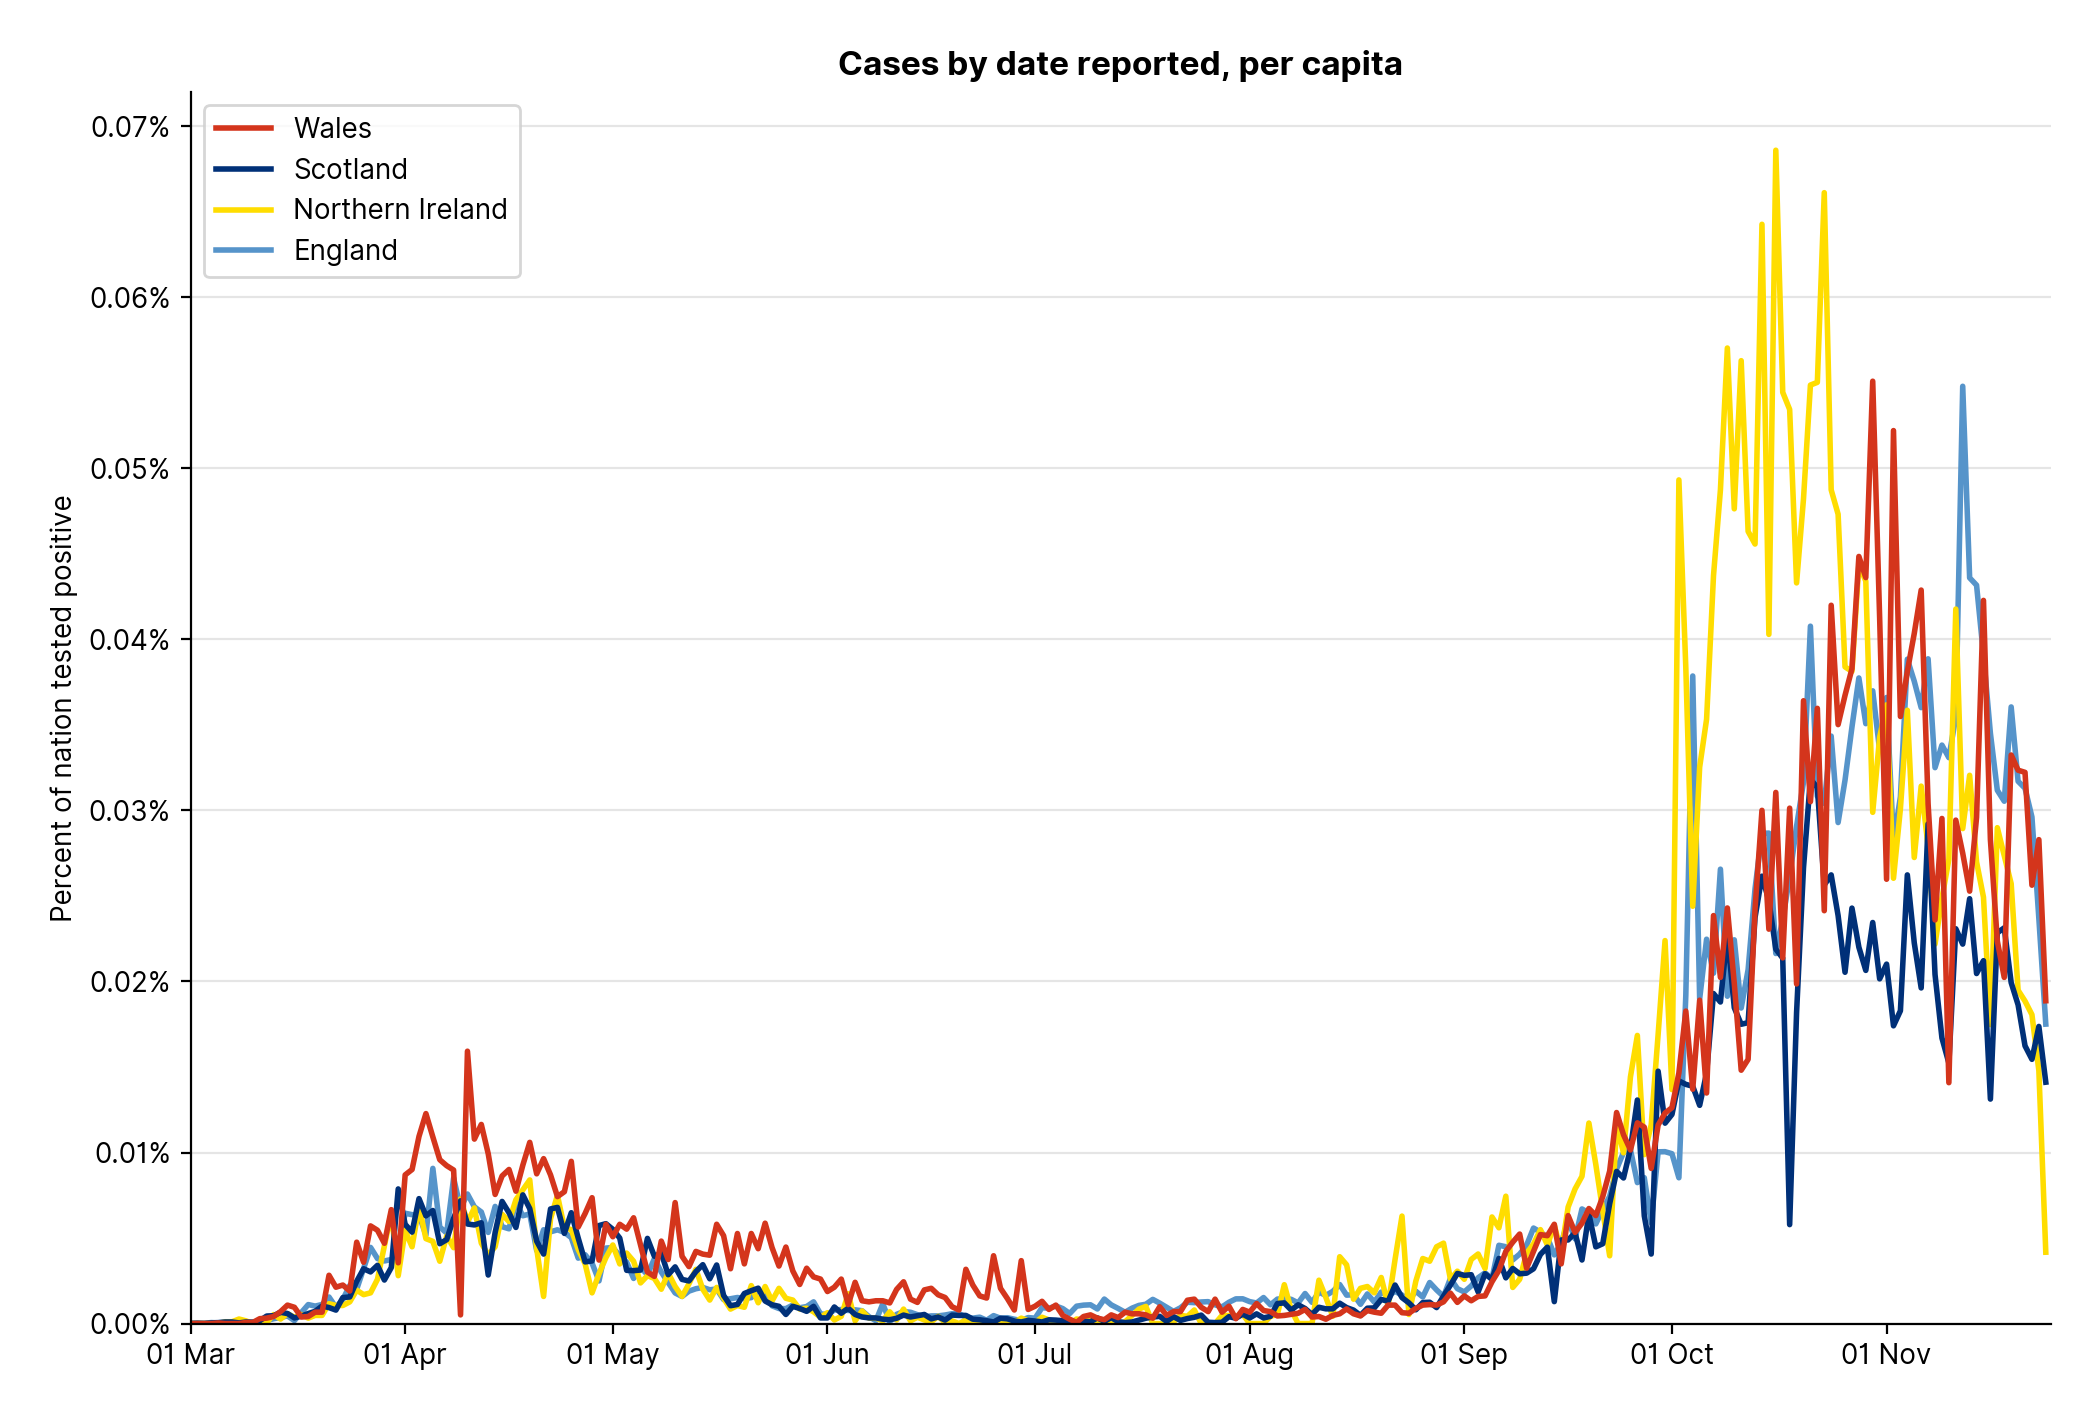 Cases by date reported, per capita
Wales
Scotland
Northern Ireland
England
Percent of nation tested positive
0.07%
0.06%
0.05%
0.04%
0.03%
0.02%
0.01%
0.00%
01 Mar
01 Apr
01 May
01 Jun
01 Jul
01 Aug
01 Sep
01 Oct
01 Nov